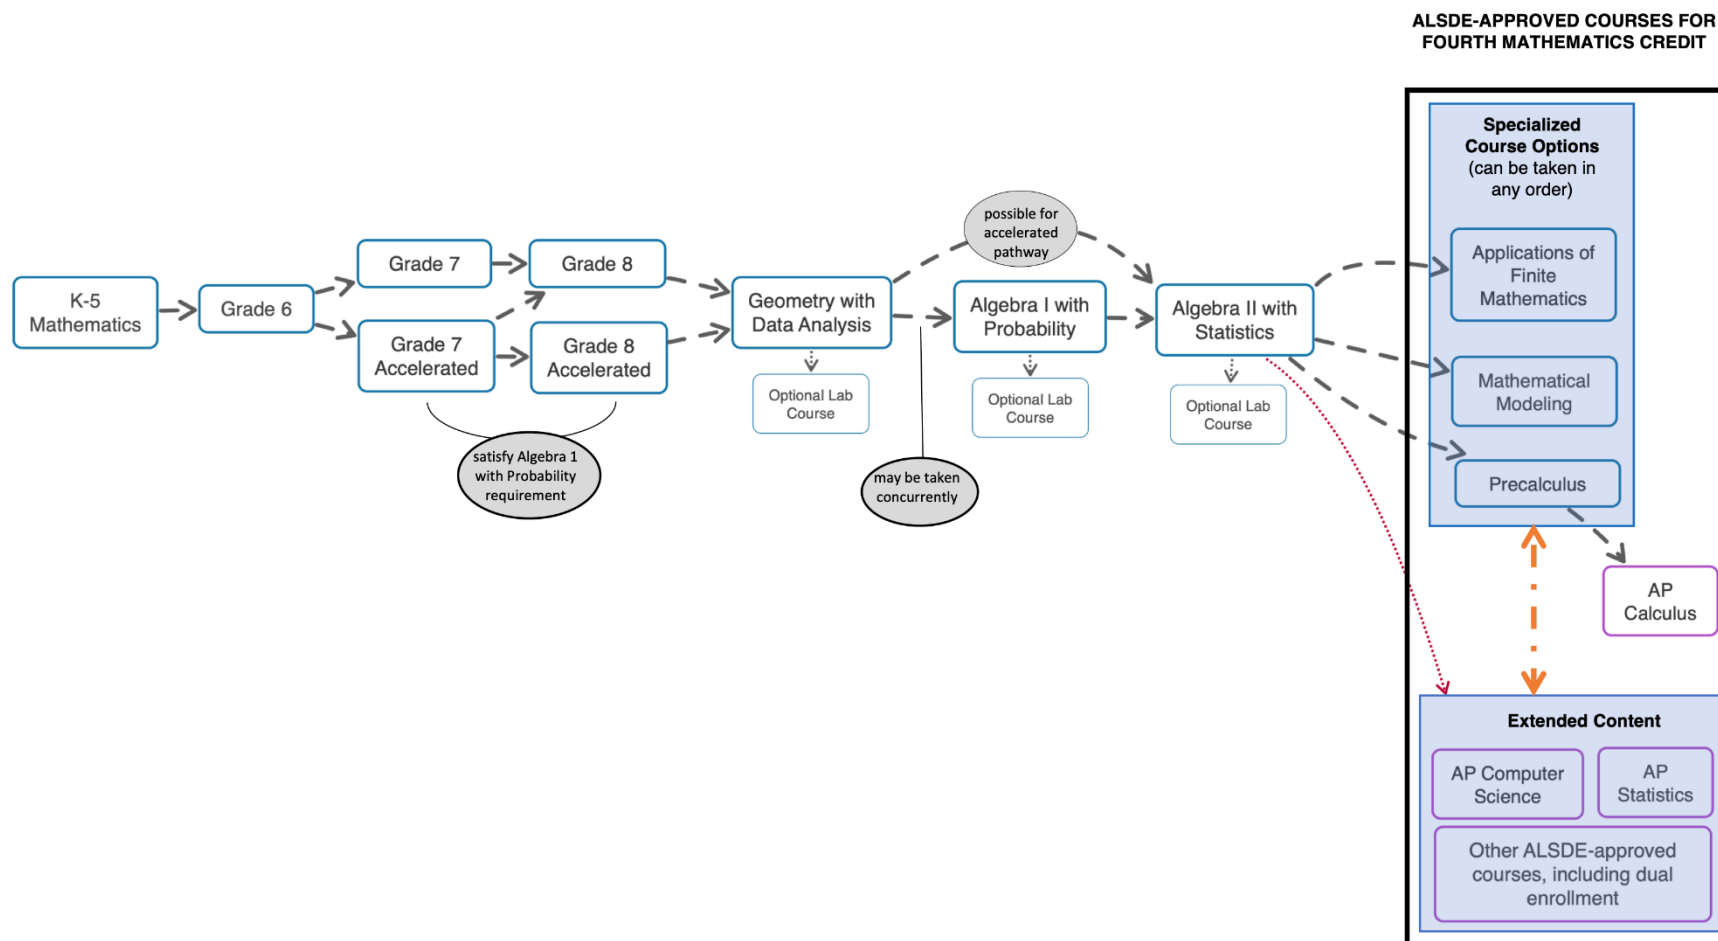 ALSDE-APPROVED COURSES FOR
FOURTH MATHEMATICS CREDIT
K-5
Mathematics
Grade 6
Grade 7
Grade 8
Grade 7
Accelerated
Grade 8
Accelerated
satisfy Algebra 1
with Probability
requirement
Geometry with
Data Analysis
Optional Lab
Course
possible for
accelerated
pathway
may be taken
concurrently
Algebra I with
Probability
Optional Lab
Course
Algebra II with
Statistics
Optional Lab
Course
Specialized
Course Options
(can be taken in
any order)
Applications of
Finite
Mathematics
Mathematical
Modeling
Precalculus
AP
Calculus
Extended Content
AP Computer
Science
AP
Statistics
Other ALSDE-approved
courses, including dual
enrollment